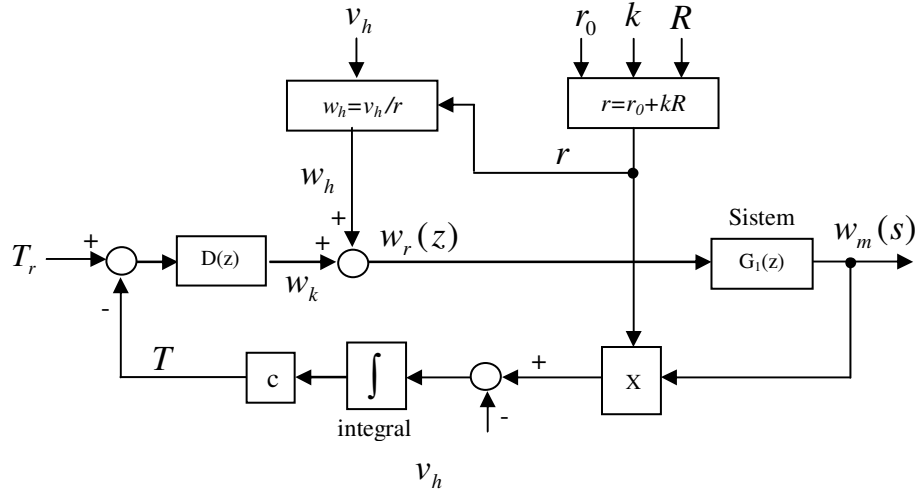 v_h
r_0 k R
w_h=v_h/r
r=r_0+kR
r
w_h
+
T_r
+
-
D(z)
+
w_k
w_r(z)
Sistem
G_1(z)
w_m(s)
T
c
∫
integral
+
-
X
v_h